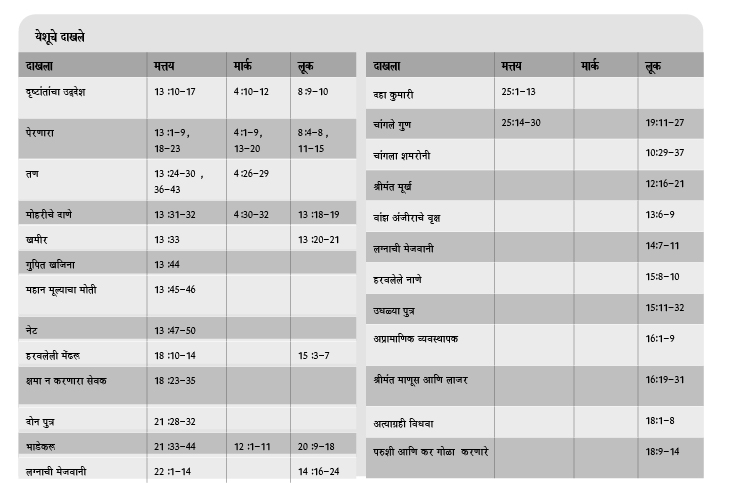 येशूचे दाखले
दाखला मत्तय मार्क लूक
दृष्टांतांचा उद्देश 13 :10–17 4:10–12 8:9–10
पेरणारा 13 :1–9, 4:1–9, 8:4–8 ,
18–23 13–20 11–15
तण 13 :24–30 , 4:26–29
36–43
मोहरीचे दाणे 13 :31–32 4:30–32 13 :18–19
खमीर 13 :33 13 :20–21
गुपित खजिना 13 :44
महान मूल्याचा मोती 13 :45–46
नेट 13 :47–50
हरवलेली मेंढरू 18 :10–14 15 :3–7
क्षमा न करणारा सेवक 18 :23–35
दोन पुत्र 21 :28–32
भाडेकरू 21 :33–44 12 :1–11 20 :9–18
लग्नाची मेजवानी 22 :1–14 14 :16–24
दाखला मत्तय मार्क लूक
दहा कुमारी 25:1–13
चांगले गुण 25:14–30 19:11–27
चांगला शमरोनी 10:29–37
श्रीमंत मूर्ख 12:16–21
वांझ अंजीराचे वृक्ष 13:6–9
लग्नाची मेजवानी 14:7–11
हरवलेले नाणे 15:8–10
उधळ्या पुत्र 15:11–32
अप्रामाणिक व्यवस्थापक 16:1–9
श्रीमंत माणूस आणि लाजर 16:19–31
अत्याग्रही विधवा 18:1–8
परुशी आणि कर गोळा करणारे 18:9–14